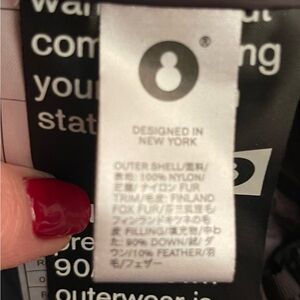 com
ng
you
stat
®
DESIGNED IN
NEW YORK
OUTER SHELL/面料/
表地: 100% NYLON/
ナイロン FUR
TRIM/毛皮: FINLAND
FOX FUR/芬兰狐狸毛/
フィンランドキツネの毛
皮 FILLING/填充物/中わ
た: 90% DOWN/
ダウン/10% FEATHER/羽
毛/フェザー
pre
90/
outerwear is